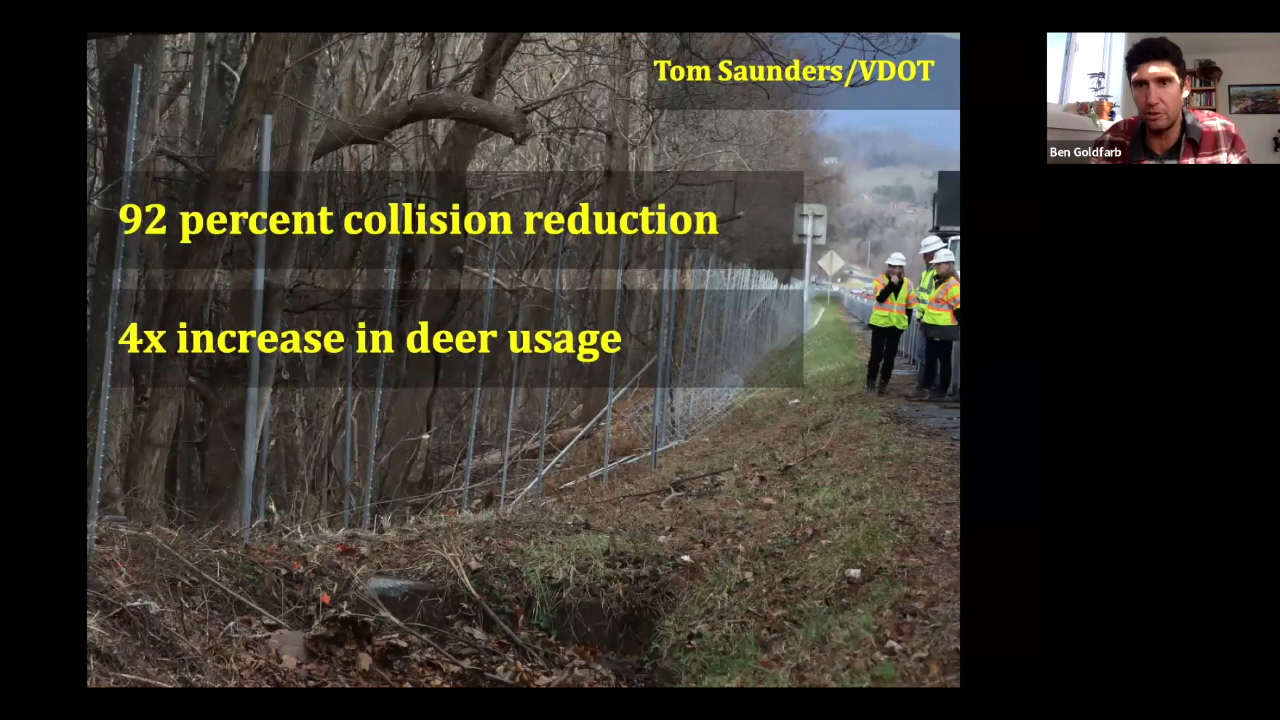 Tom Saunders/VDOT
92 percent collision reduction
4x increase in deer usage
Ben Goldfarb